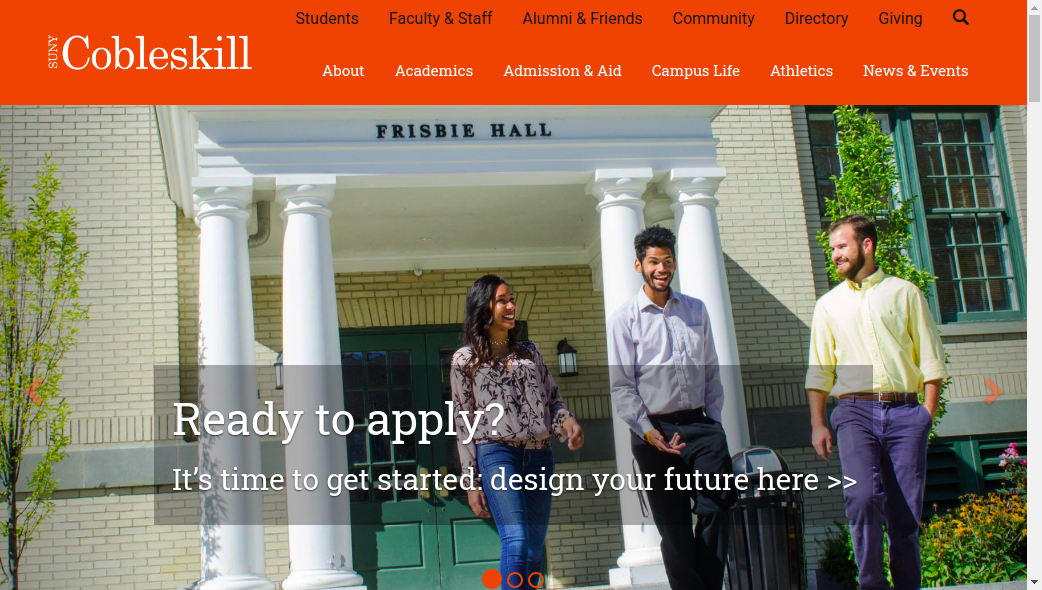 Students Faculty & Staff Alumni & Friends Community Directory Giving
SUNY Cobleskill
About Academics Admission & Aid Campus Life Athletics News & Events
FRISBIE HALL
Ready to apply?
It’s time to get started: design your future here >>